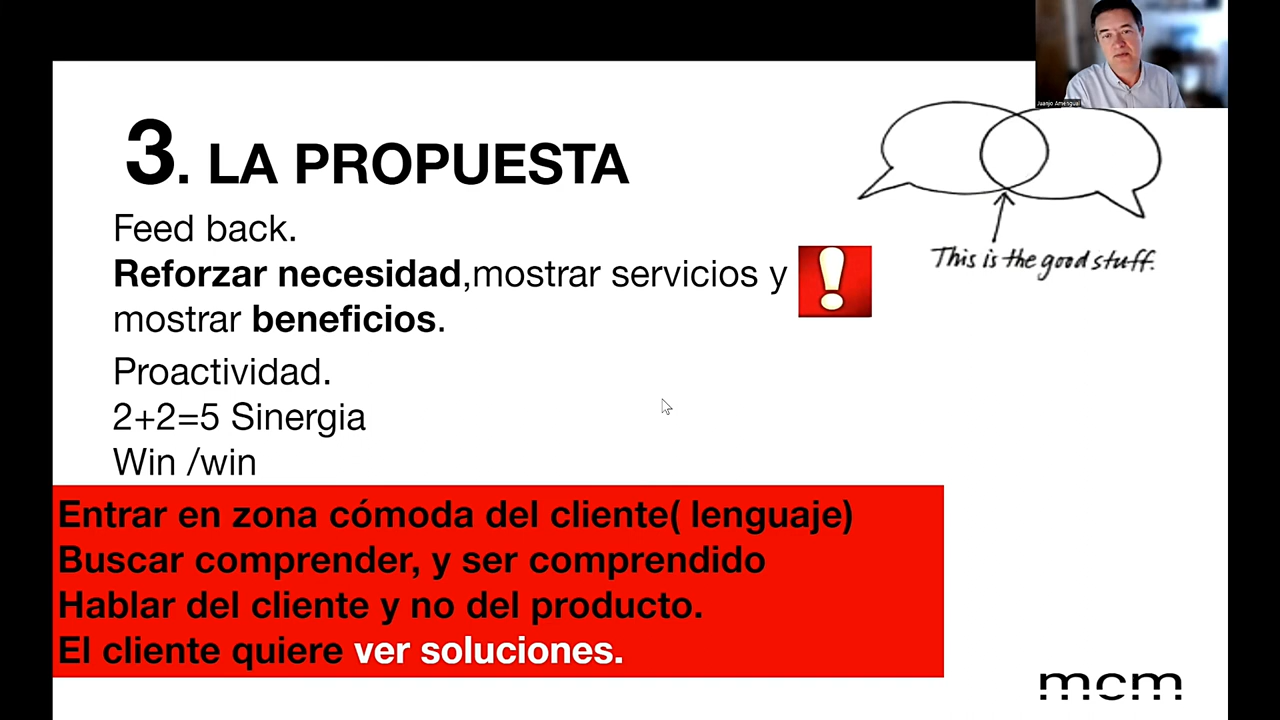 Juanjo Amengual
3. LA PROPUESTA
Feed back.
Reforzar necesidad,mostrar servicios y
mostrar beneficios.
This is the good stuff.
Proactividad.
2+2=5 Sinergia
Win /win
Entrar en zona cómoda del cliente( lenguaje)
Buscar comprender, y ser comprendido
Hablar del cliente y no del producto.
El cliente quiere ver soluciones.
mcm